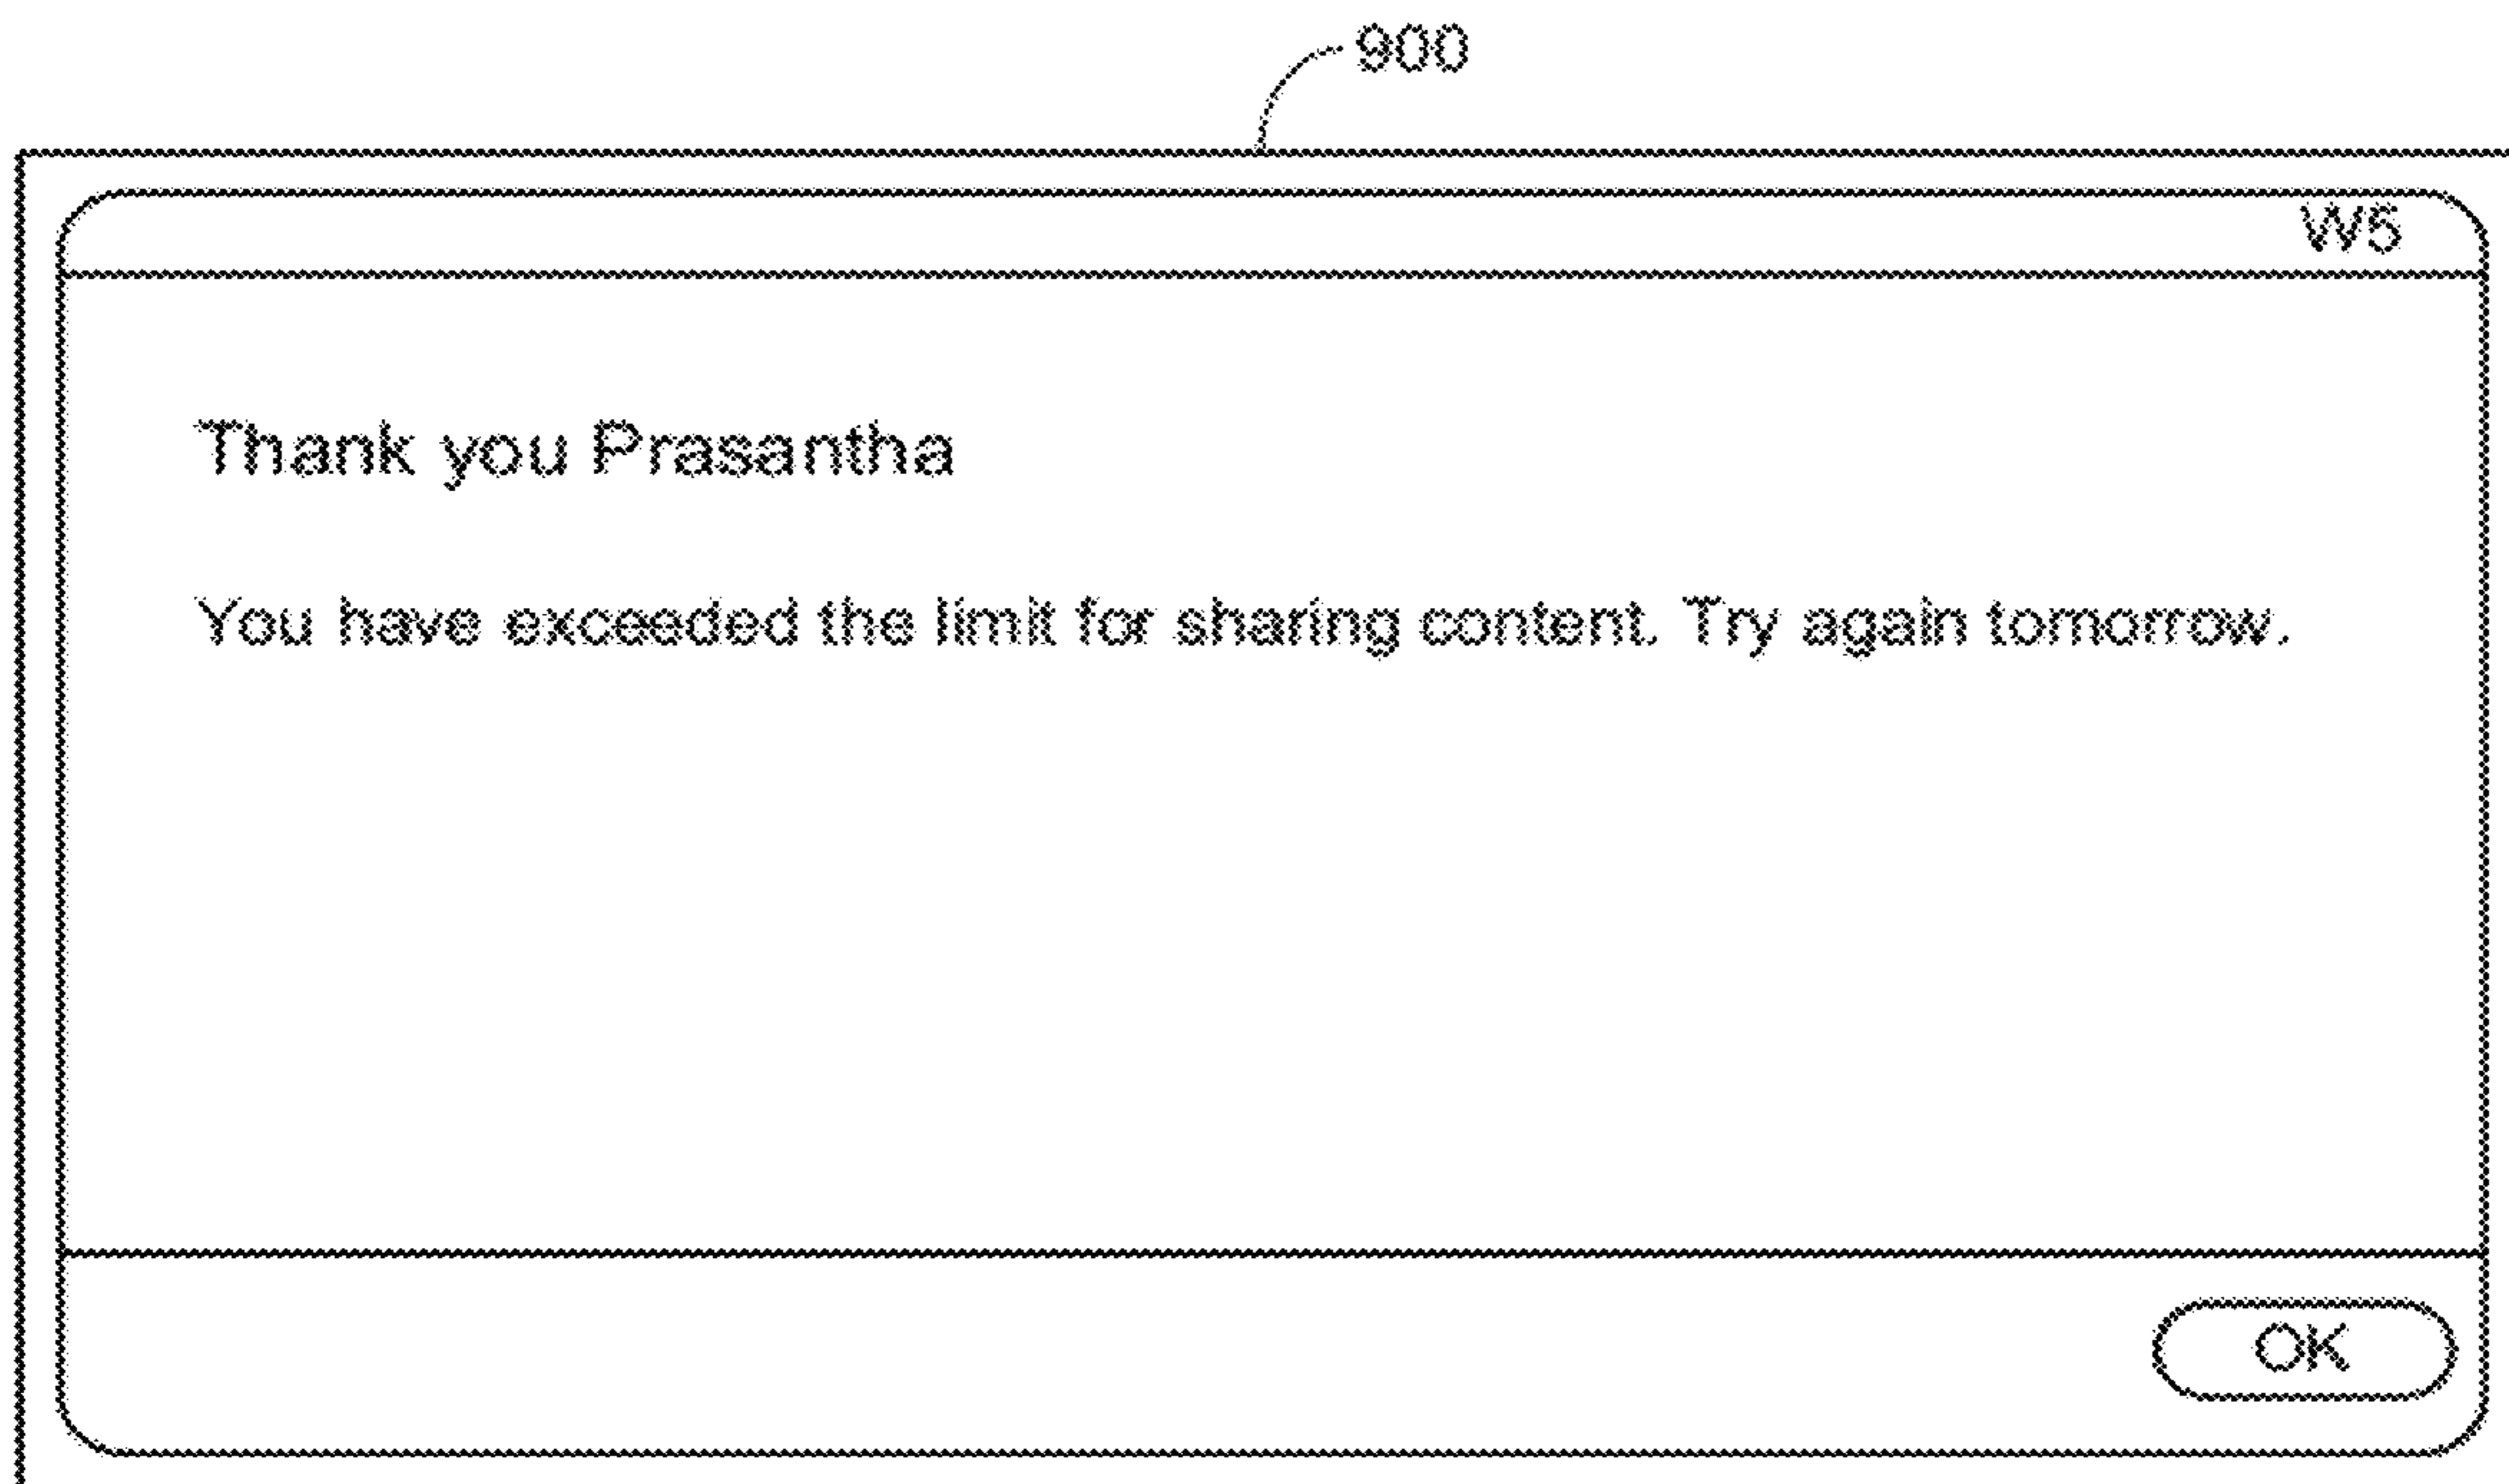 900
W5
Thank you Prasantha
You have exceeded the limit for sharing content. Try again tomorrow.
OK